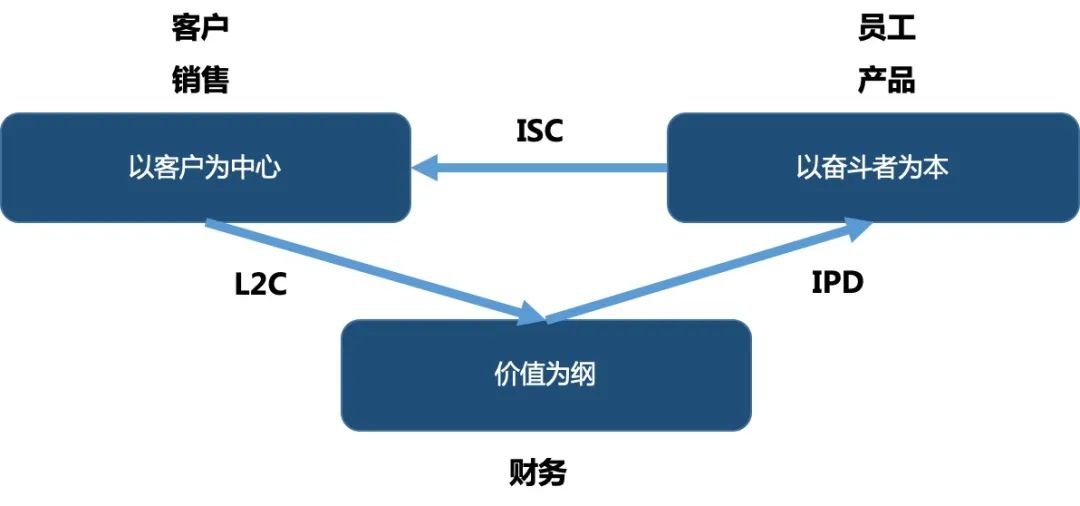 客户
销售
员工
产品
以客户为中心
ISC
以奋斗者为本
L2C
IPD
价值为纲
财务